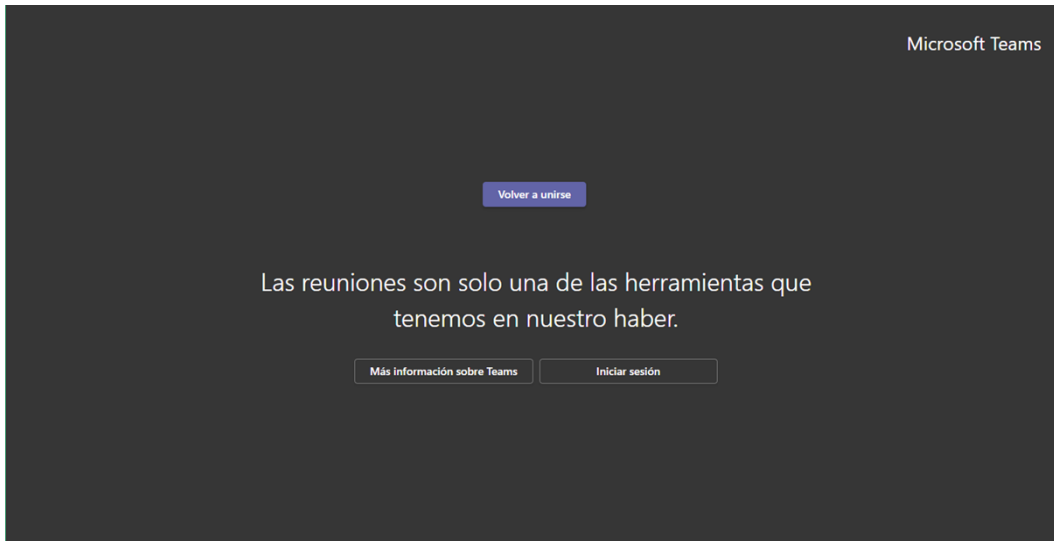 Microsoft Teams
Volver a unirse
Las reuniones son solo una de las herramientas que
tenemos en nuestro haber.
Más información sobre Teams
Iniciar sesión